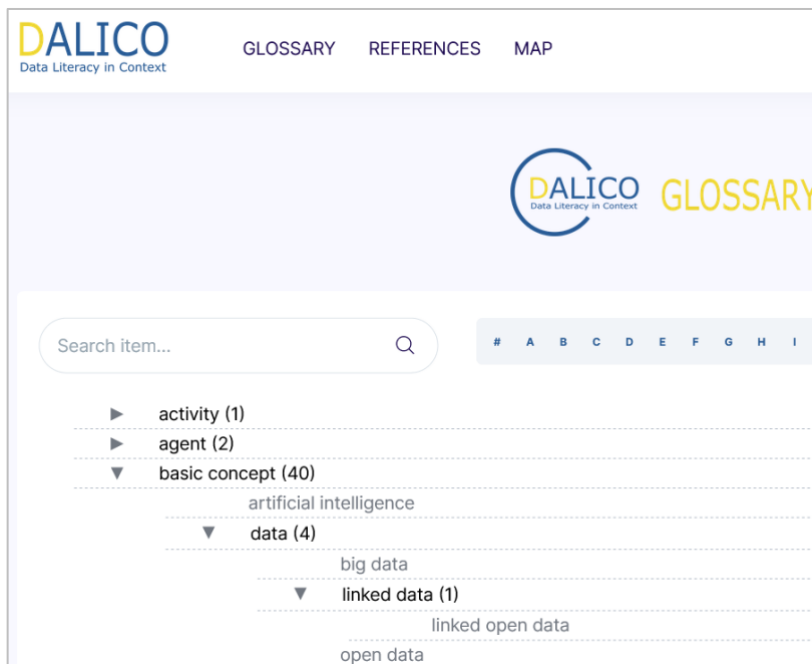 DALICO
Data Literacy in Context
GLOSSARY REFERENCES MAP
DALICO
Data Literacy in Context
GLOSSARY
Search item...
# A B C D E F G H I
activity (1)
agent (2)
basic concept (40)
artificial intelligence
data (4)
big data
linked data (1)
linked open data
open data